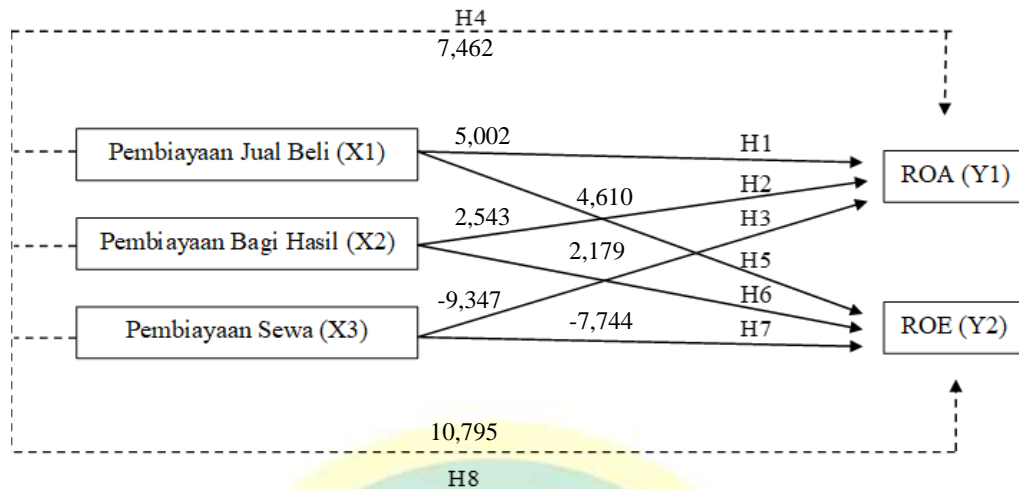 H4
7,462
5,002
H1
Pembiayaan Jual Beli (X1)
ROA (Y1)
H2
4,610
2,543
H3
Pembiayaan Bagi Hasil (X2)
2,179
H5
-9,347
H6
Pembiayaan Sewa (X3)
-7,744
H7
ROE (Y2)
10,795
H8